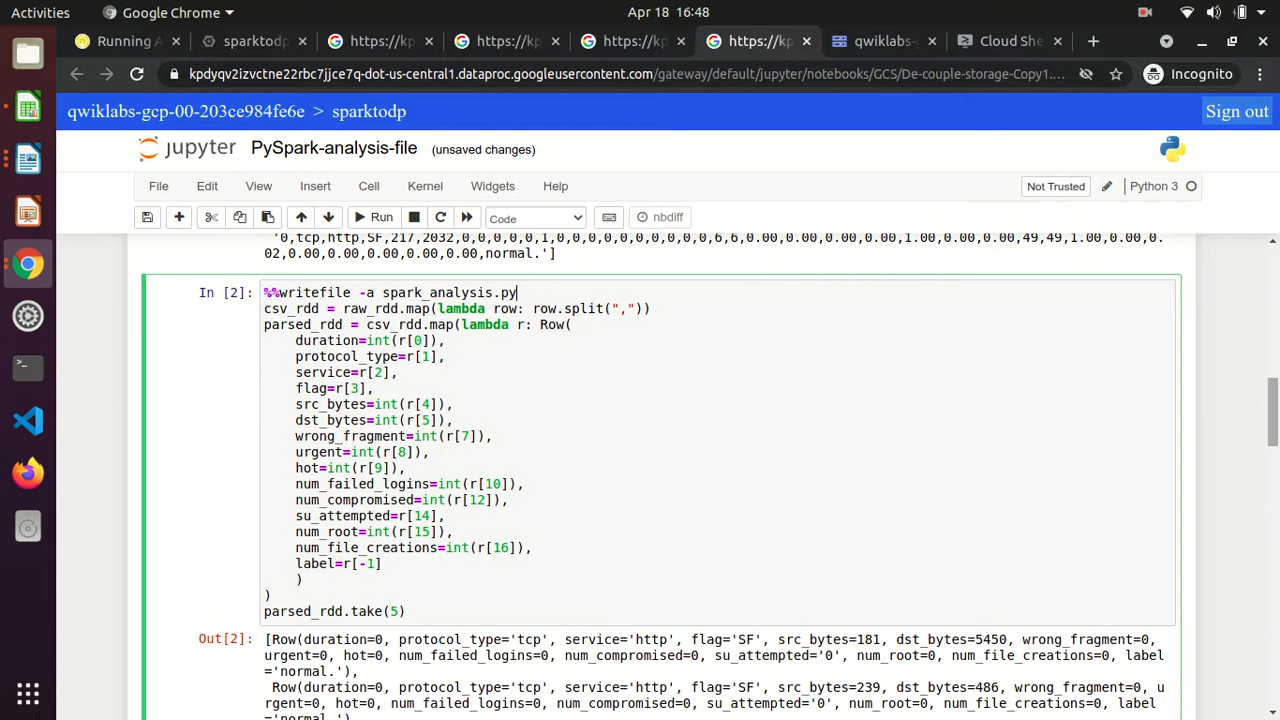 Activities
Google Chrome
Apr 18 16:48
Running A
sparktodp
https://kp
https://kp
https://kp
https://kp
qwiklabs-
Cloud She
kpdyqv2izvctne22rbc7jjce7q-dot-us-central1.dataproc.googleusercontent.com/gateway/default/jupyter/notebooks/GCS/De-couple-storage-Copy1....
Incognito
qwiklabs-gcp-00-203ce984fe6e > sparktodp
Sign out
jupyter PySpark-analysis-file (unsaved changes)
File Edit View Insert Cell Kernel Widgets Help
Not Trusted
Python 3
Run
Code
nbdiff
'0,tcp,http,SF,217,2032,0,0,0,0,0,1,0,0,0,0,0,0,0,0,0,0,6,6,0.00,0.00,0.00,0.00,1.00,0.00,0.00,49,49,1.00,0.00,0.
02,0.00,0.00,0.00,0.00,0.00,normal.']
In [2]:
%%writefile -a spark_analysis.py
csv_rdd = raw_rdd.map(lambda row: row.split(","))
parsed_rdd = csv_rdd.map(lambda r: Row(
duration=int(r[0]),
protocol_type=r[1],
service=r[2],
flag=r[3],
src_bytes=int(r[4]),
dst_bytes=int(r[5]),
wrong_fragment=int(r[7]),
urgent=int(r[8]),
hot=int(r[9]),
num_failed_logins=int(r[10]),
num_compromised=int(r[12]),
su_attempted=r[14],
num_root=int(r[15]),
num_file_creations=int(r[16]),
label=r[-1]
)
)
parsed_rdd.take(5)
Out[2]:
[Row(duration=0, protocol_type='tcp', service='http', flag='SF', src_bytes=181, dst_bytes=5450, wrong_fragment=0,
urgent=0, hot=0, num_failed_logins=0, num_compromised=0, su_attempted='0', num_root=0, num_file_creations=0, label
='normal.'),
Row(duration=0, protocol_type='tcp', service='http', flag='SF', src_bytes=239, dst_bytes=486, wrong_fragment=0, u
rgent=0, hot=0, num_failed_logins=0, num_compromised=0, su_attempted='0', num_root=0, num_file_creations=0, label
='normal.')